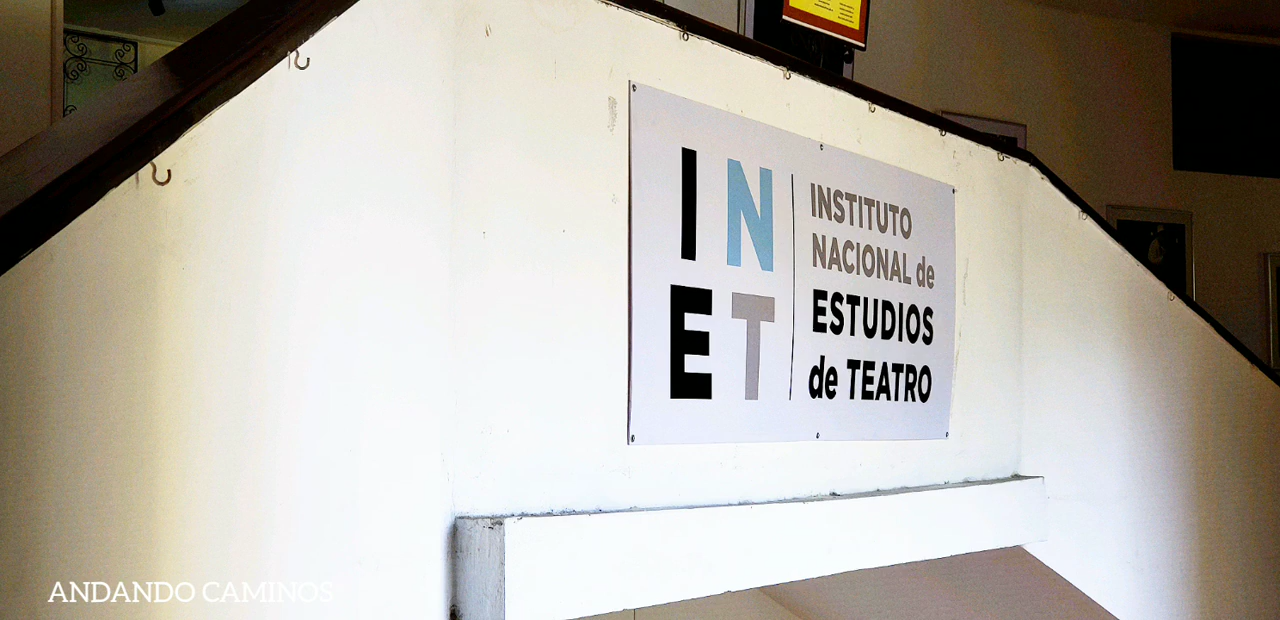 IN
ET
INSTITUTO
NACIONAL de
ESTUDIOS
de TEATRO
ANDANDO CAMINOS